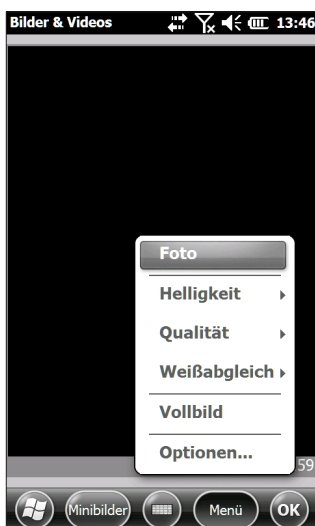 Bilder & Videos 13:46
Foto
Helligkeit
Qualität
Weißabgleich
Vollbild
Optionen...
59
Minibilder Menü OK